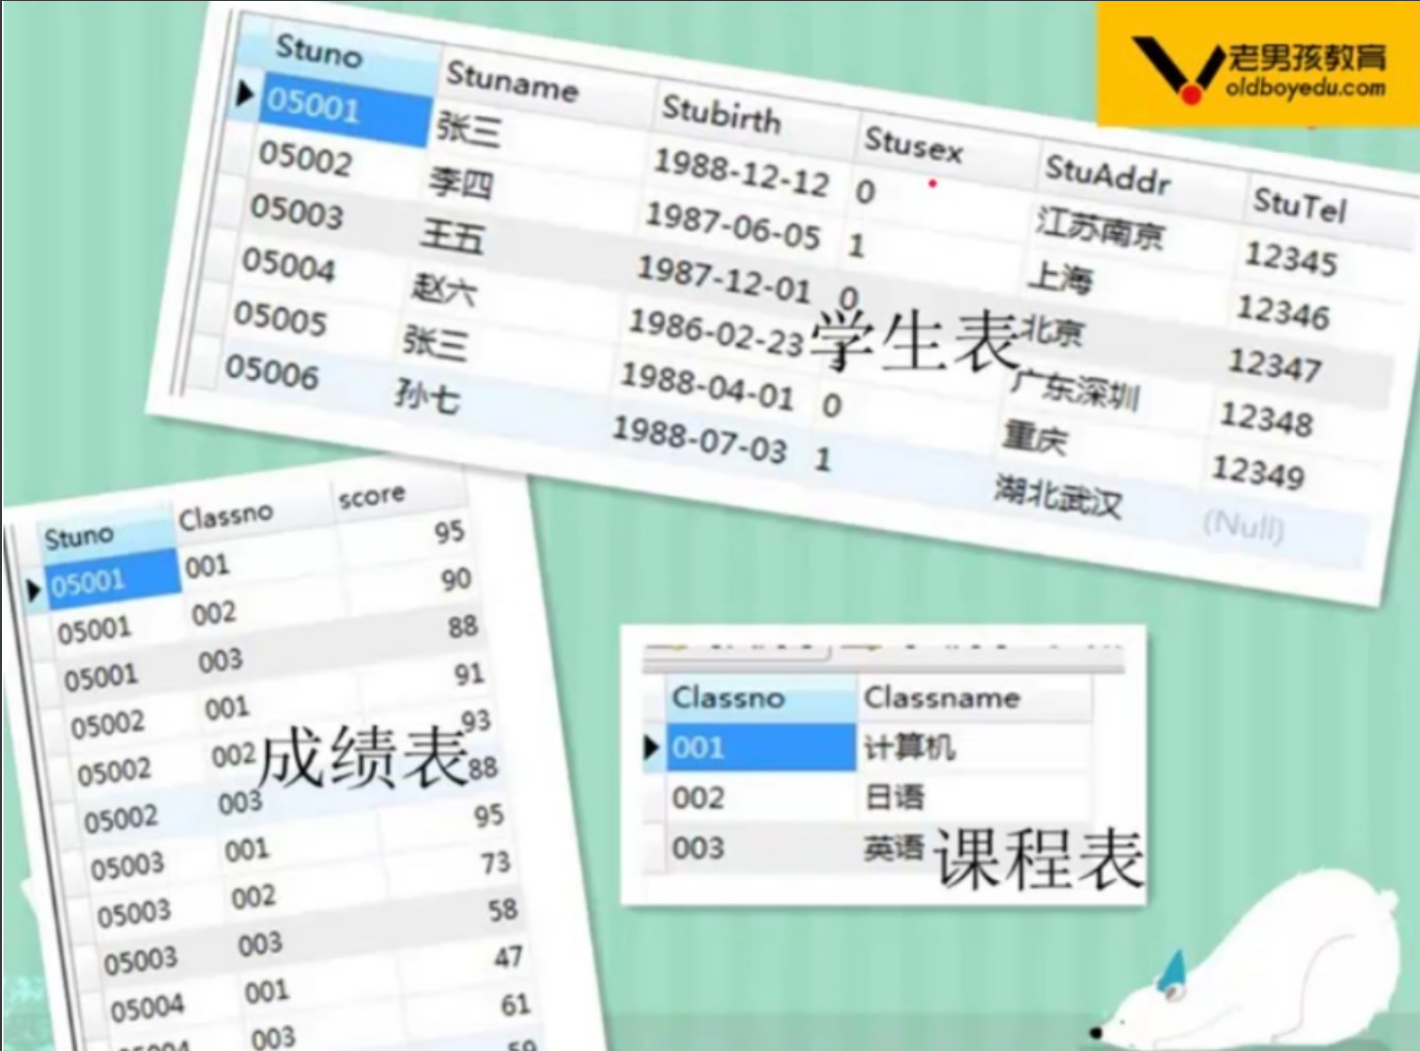 老男孩教育
oldboyedu.com
Stuno Stuname Stubirth Stusex StuAddr StuTel
05001 张三 1988-12-12 0 江苏南京 12345
05002 李四 1987-06-05 1 上海 12346
05003 王五 1987-12-01 0 北京 12347
05004 赵六 1986-02-23 广东深圳 12348
05005 张三 1988-04-01 0 重庆 12349
05006 孙七 1988-07-03 1 湖北武汉 (Null)
学生表
Stuno Classno score
05001 001 95
05001 002 90
05001 003 88
05002 001 91
05002 002 93
05002 003 88
05003 001 95
05003 002 73
05003 003 58
05004 001 47
05004 003 61
59
成绩表
Classno Classname
001 计算机
002 日语
003 英语
课程表